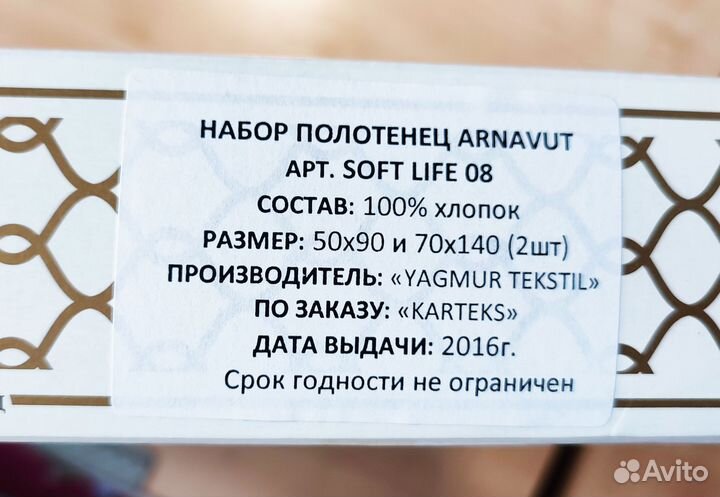 НАБОР ПОЛОТЕНЕЦ ARNAVUT
АРТ. SOFT LIFE 08
СОСТАВ: 100% хлопок
РАЗМЕР: 50х90 и 70х140 (2шт)
ПРОИЗВОДИТЕЛЬ: «YAGMUR TEKSTIL»
ПО ЗАКАЗУ: «KARTEKS»
ДАТА ВЫДАЧИ: 2016г.
Срок годности не ограничен
Avito